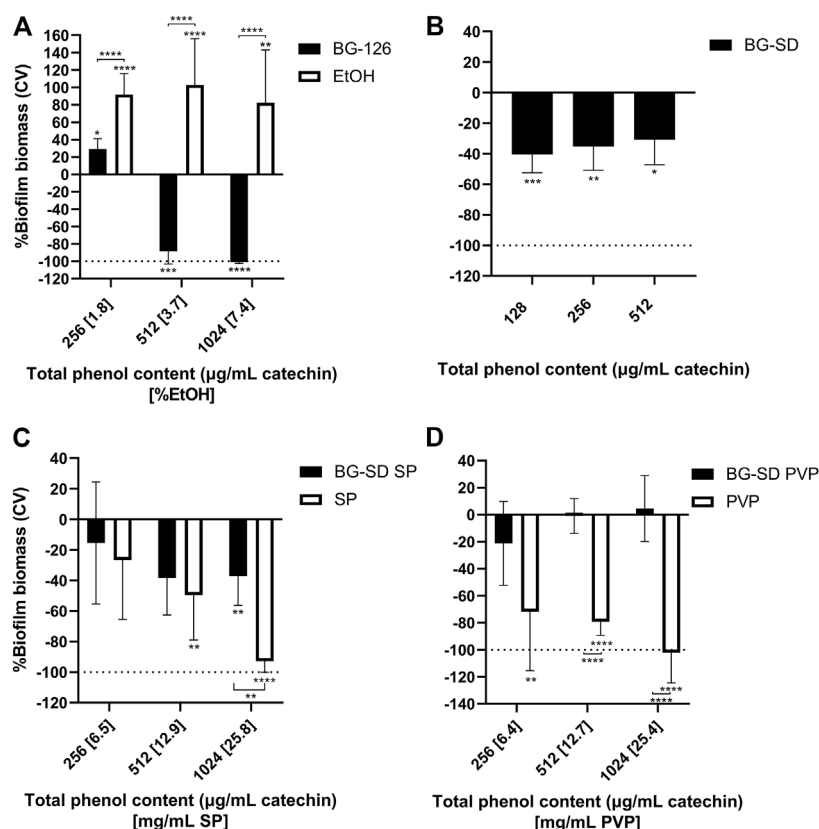 A
%Biofilm biomass (CV)
160
140
120
100
80
60
40
20
0
-20
-40
-60
-80
-100
-120
**** **** ****
**** **** **
*
*** ****
BG-126
EtOH
256 [1.8]
512 [3.7]
1024 [7.4]
Total phenol content (µg/mL catechin)
[%EtOH]
B
40
20
0
-20
-40
-60
-80
-100
-120
*** ** *
BG-SD
128
256
512
Total phenol content (µg/mL catechin)
C
%Biofilm biomass (CV)
40
20
0
-20
-40
-60
-80
-100
-120
**
**
****
**
BG-SD SP
SP
256 [6.5]
512 [12.9]
1024 [25.8]
Total phenol content (µg/mL catechin)
[mg/mL SP]
D
40
20
0
-20
-40
-60
-80
-100
-120
-140
**
****
****
****
****
BG-SD PVP
PVP
256 [6.4]
512 [12.7]
1024 [25.4]
Total phenol content (µg/mL catechin)
[mg/mL PVP]